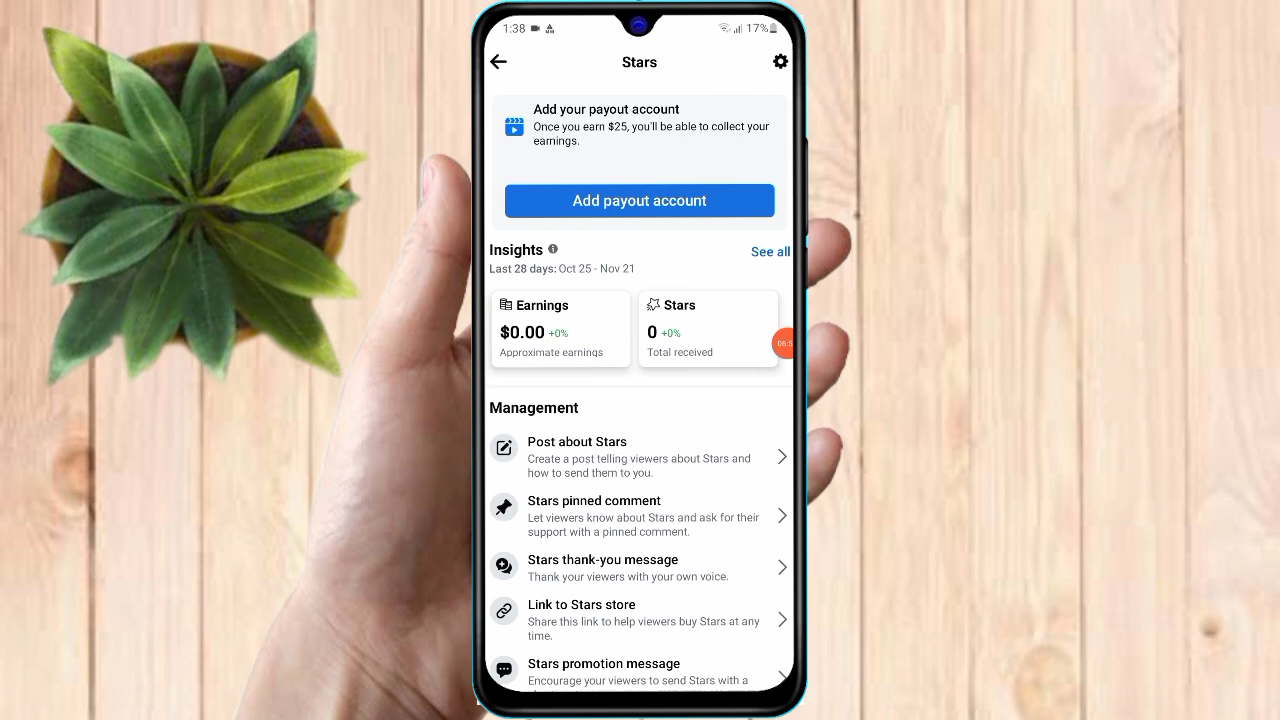 1:38
17%
Stars
Add your payout account
Once you earn $25, you'll be able to collect your
earnings.
Add payout account
Insights
See all
Last 28 days: Oct 25 - Nov 21
Earnings
Stars
$0.00 +0%
0 +0%
Approximate earnings
Total received
Management
Post about Stars
Create a post telling viewers about Stars and
how to send them to you.
Stars pinned comment
Let viewers know about Stars and ask for their
support with a pinned comment.
Stars thank-you message
Thank your viewers with your own voice.
Link to Stars store
Share this link to help viewers buy Stars at any
time.
Stars promotion message
Encourage your viewers to send Stars with a